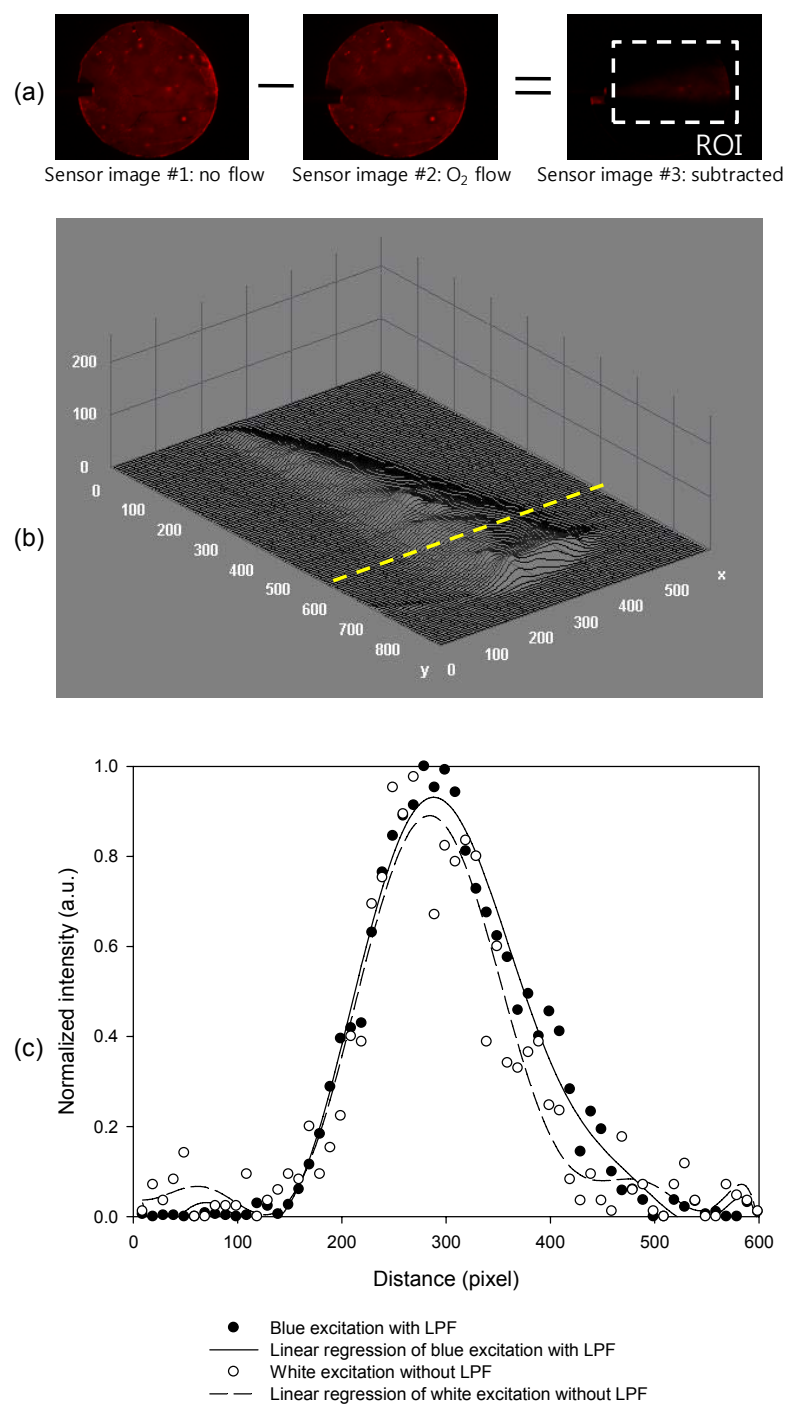 (a)
ROI
Sensor image #1: no flow
Sensor image #2: O₂ flow
Sensor image #3: subtracted
(b)
200
100
0
0
100
200
300
400
500
600
700
800
y
0
100
200
300
400
500
x
(c)
Normalized intensity (a.u.)
1.0
0.8
0.6
0.4
0.2
0.0
0
100
200
300
400
500
600
Distance (pixel)
Blue excitation with LPF
Linear regression of blue excitation with LPF
White excitation without LPF
Linear regression of white excitation without LPF